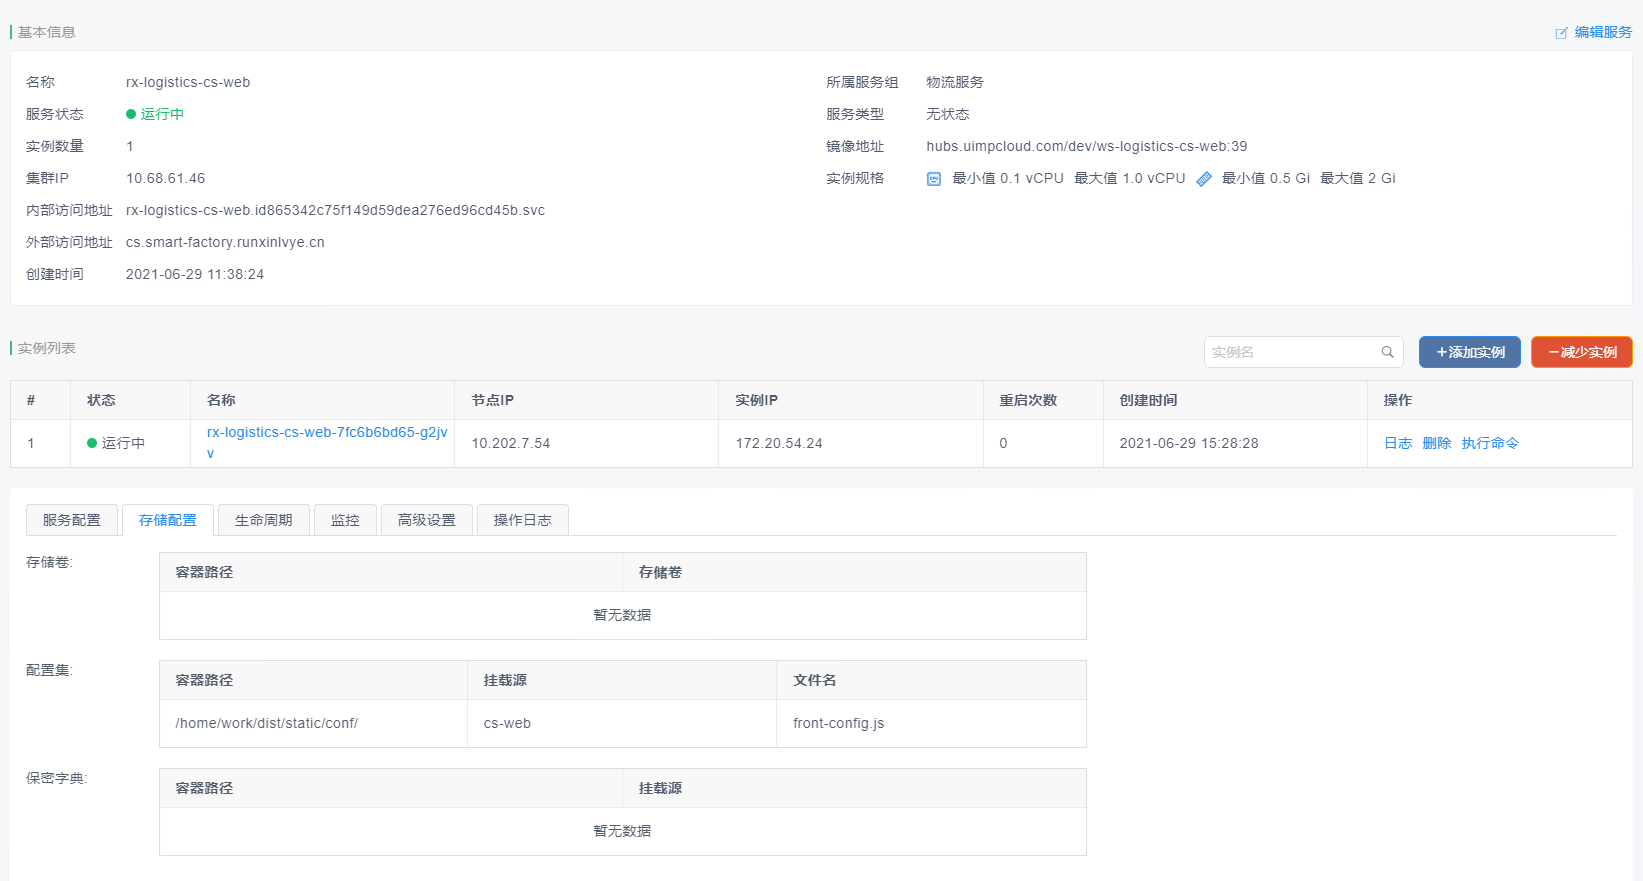 基本信息
编辑服务
名称 rx-logistics-cs-web
所属服务组 物流服务
服务状态 运行中
服务类型 无状态
实例数量 1
镜像地址 hubs.uimpcloud.com/dev/ws-logistics-cs-web:39
集群IP 10.68.61.46
实例规格 最小值 0.1 vCPU 最大值 1.0 vCPU 最小值 0.5 Gi 最大值 2 Gi
内部访问地址 rx-logistics-cs-web.id865342c75f149d59dea276ed96cd45b.svc
外部访问地址 cs.smart-factory.runxinlvye.cn
创建时间 2021-06-29 11:38:24
实例列表
实例名
+添加实例
−减少实例
# 状态 名称 节点IP 实例IP 重启次数 创建时间 操作
1 运行中 rx-logistics-cs-web-7fc6b6bd65-g2jv
v
10.202.7.54 172.20.54.24 0 2021-06-29 15:28:28 日志 删除 执行命令
服务配置 存储配置 生命周期 监控 高级设置 操作日志
存储卷:
容器路径 存储卷
暂无数据
配置集:
容器路径 挂载源 文件名
/home/work/dist/static/conf/ cs-web front-config.js
保密字典:
容器路径 挂载源
暂无数据